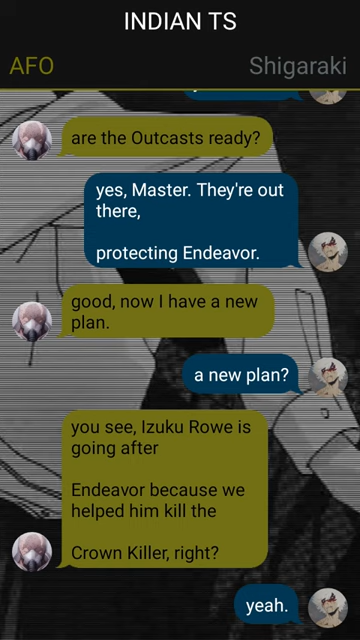 INDIAN TS
AFO
Shigaraki
are the Outcasts ready?
yes, Master. They're out
there,
protecting Endeavor.
good, now I have a new
plan.
a new plan?
you see, Izuku Rowe is
going after
Endeavor because we
helped him kill the
Crown Killer, right?
yeah.